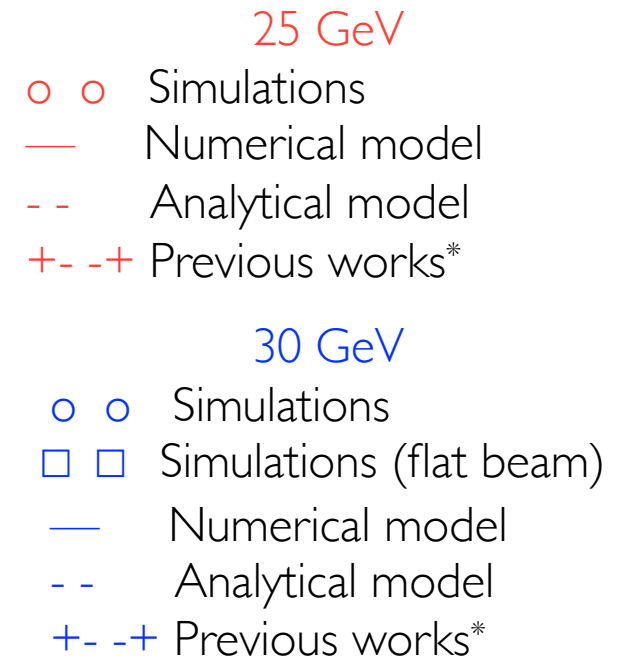 25 GeV
o o Simulations
— Numerical model
- - Analytical model
+- -+ Previous works*
30 GeV
o o Simulations
□ □ Simulations (flat beam)
— Numerical model
- - Analytical model
+- -+ Previous works*